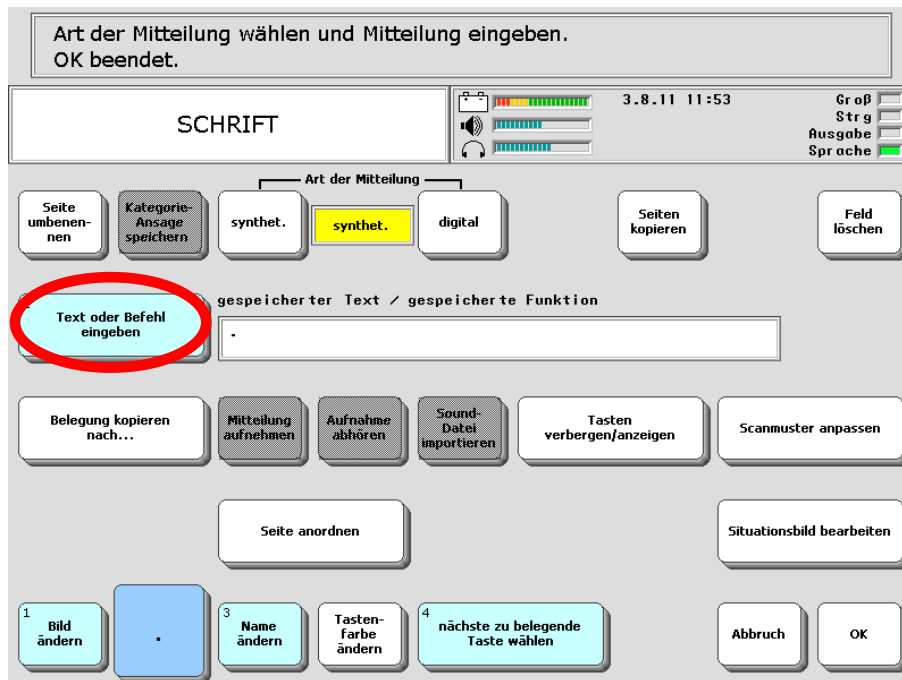 Art der Mitteilung wählen und Mitteilung eingeben.
OK beendet.
SCHRIFT
3.8.11 11:53
Groß
Strg
Ausgabe
Sprache
Art der Mitteilung
Seite
umbenen-
nen
Kategorie-
Ansage
speichern
synthet.
synthet.
digital
Seiten
kopieren
Feld
löschen
Text oder Befehl
eingeben
gespeicherter Text / gespeicherte Funktion
.
Belegung kopieren
nach...
Mitteilung
aufnehmen
Aufnahme
abhören
Sound-
Datei
importieren
Tasten
verbergen/anzeigen
Scanmuster anpassen
Seite anordnen
Situationsbild bearbeiten
1
Bild
ändern
.
3
Name
ändern
Tasten-
farbe
ändern
4
nächste zu belegende
Taste wählen
Abbruch
OK